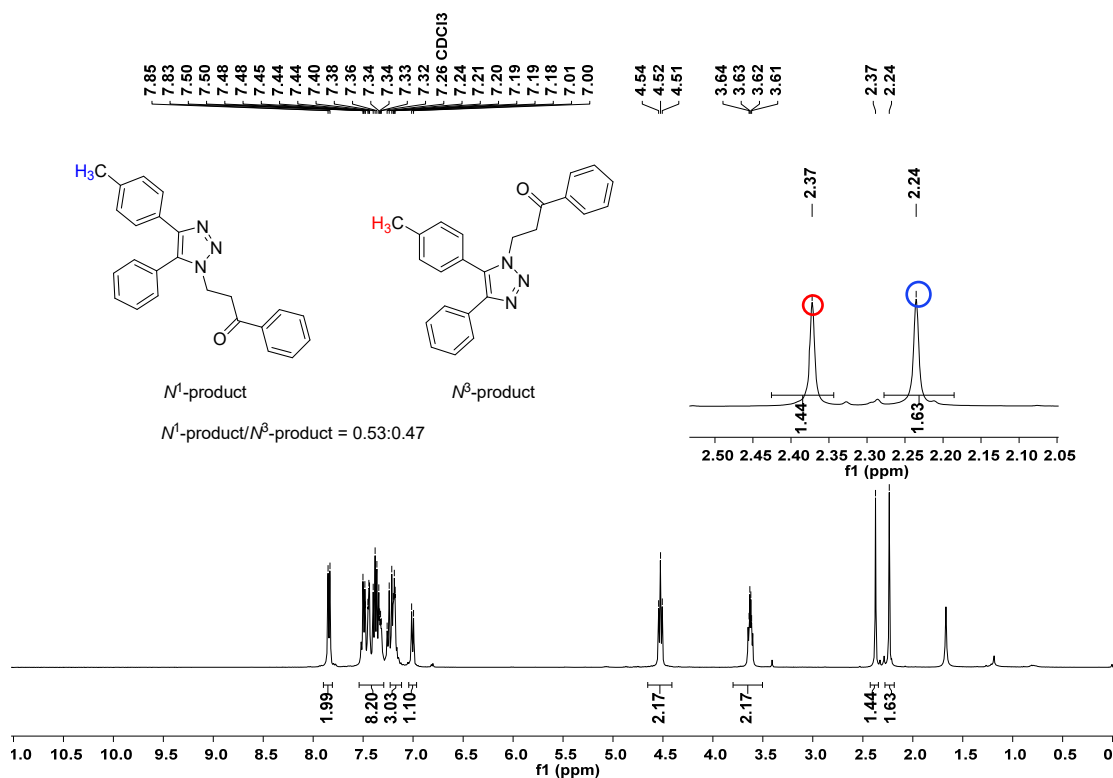 7.85 7.83 7.50 7.50 7.48 7.48 7.45 7.44 7.44 7.40 7.38 7.36 7.34 7.34 7.33 7.32 7.26 CDCl3 7.24 7.21 7.20 7.19 7.19 7.18 7.01 7.00 4.54 4.52 4.51 3.64 3.63 3.62 3.61 2.37 2.24
2.37 2.24
H3C
N
N
N
O
H3C
O
N
N
N
N1-product
N3-product
N1-product/N3-product = 0.53:0.47
1.44 1.63
2.50 2.45 2.40 2.35 2.30 2.25 2.20 2.15 2.10 2.05
f1 (ppm)
1.99 8.20 3.03 1.10 2.17 2.17 1.44 1.63
1.0 10.5 10.0 9.5 9.0 8.5 8.0 7.5 7.0 6.5 6.0 5.5 5.0 4.5 4.0 3.5 3.0 2.5 2.0 1.5 1.0 0.5 0
f1 (ppm)